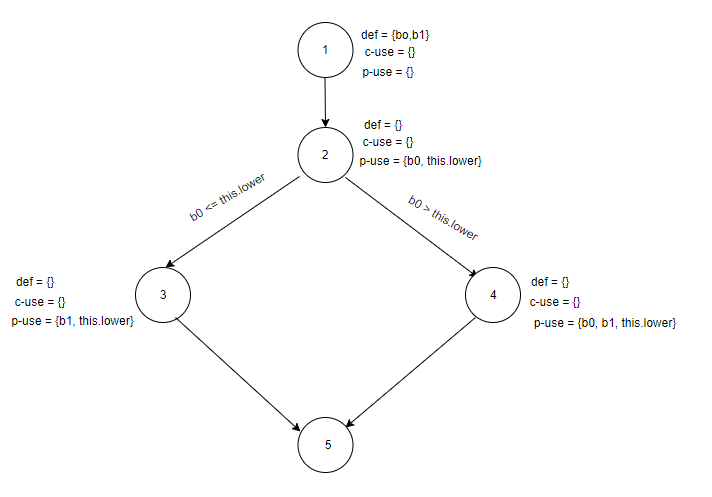 1
def = {bo,b1}
c-use = {}
p-use = {}
2
def = {}
c-use = {}
p-use = {b0, this.lower}
b0 <= this.lower
b0 > this.lower
def = {}
c-use = {}
p-use = {b1, this.lower}
3
4
def = {}
c-use = {}
p-use = {b0, b1, this.lower}
5